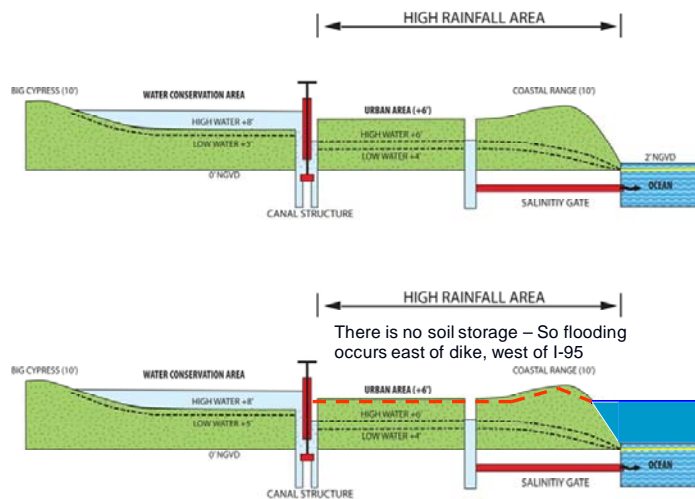 HIGH RAINFALL AREA
BIG CYPRESS (10')
WATER CONSERVATION AREA
COASTAL RANGE (10')
URBAN AREA (+6')
HIGH WATER +8'
HIGH WATER +6'
LOW WATER +5'
LOW WATER +4'
2' NGVD
0' NGVD
OCEAN
SALINITIY GATE
CANAL STRUCTURE
HIGH RAINFALL AREA
There is no soil storage – So flooding
occurs east of dike, west of I-95
BIG CYPRESS (10')
WATER CONSERVATION AREA
COASTAL RANGE (10')
URBAN AREA (+6')
HIGH WATER +8'
HIGH WATER +6'
LOW WATER +5'
LOW WATER +4'
0' NGVD
OCEAN
SALINITIY GATE
CANAL STRUCTURE